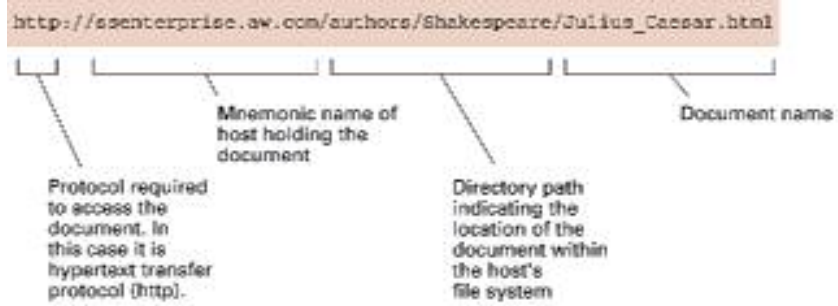 http://ssenterprise.aw.com/authors/Shakespeare/Julius_Caesar.html
Mnemonic name of
host holding the
document
Document name
Protocol required
to access the
document. In
this case it is
hypertext transfer
protocol (http).
Directory path
indicating the
location of the
document within
the host's
file system